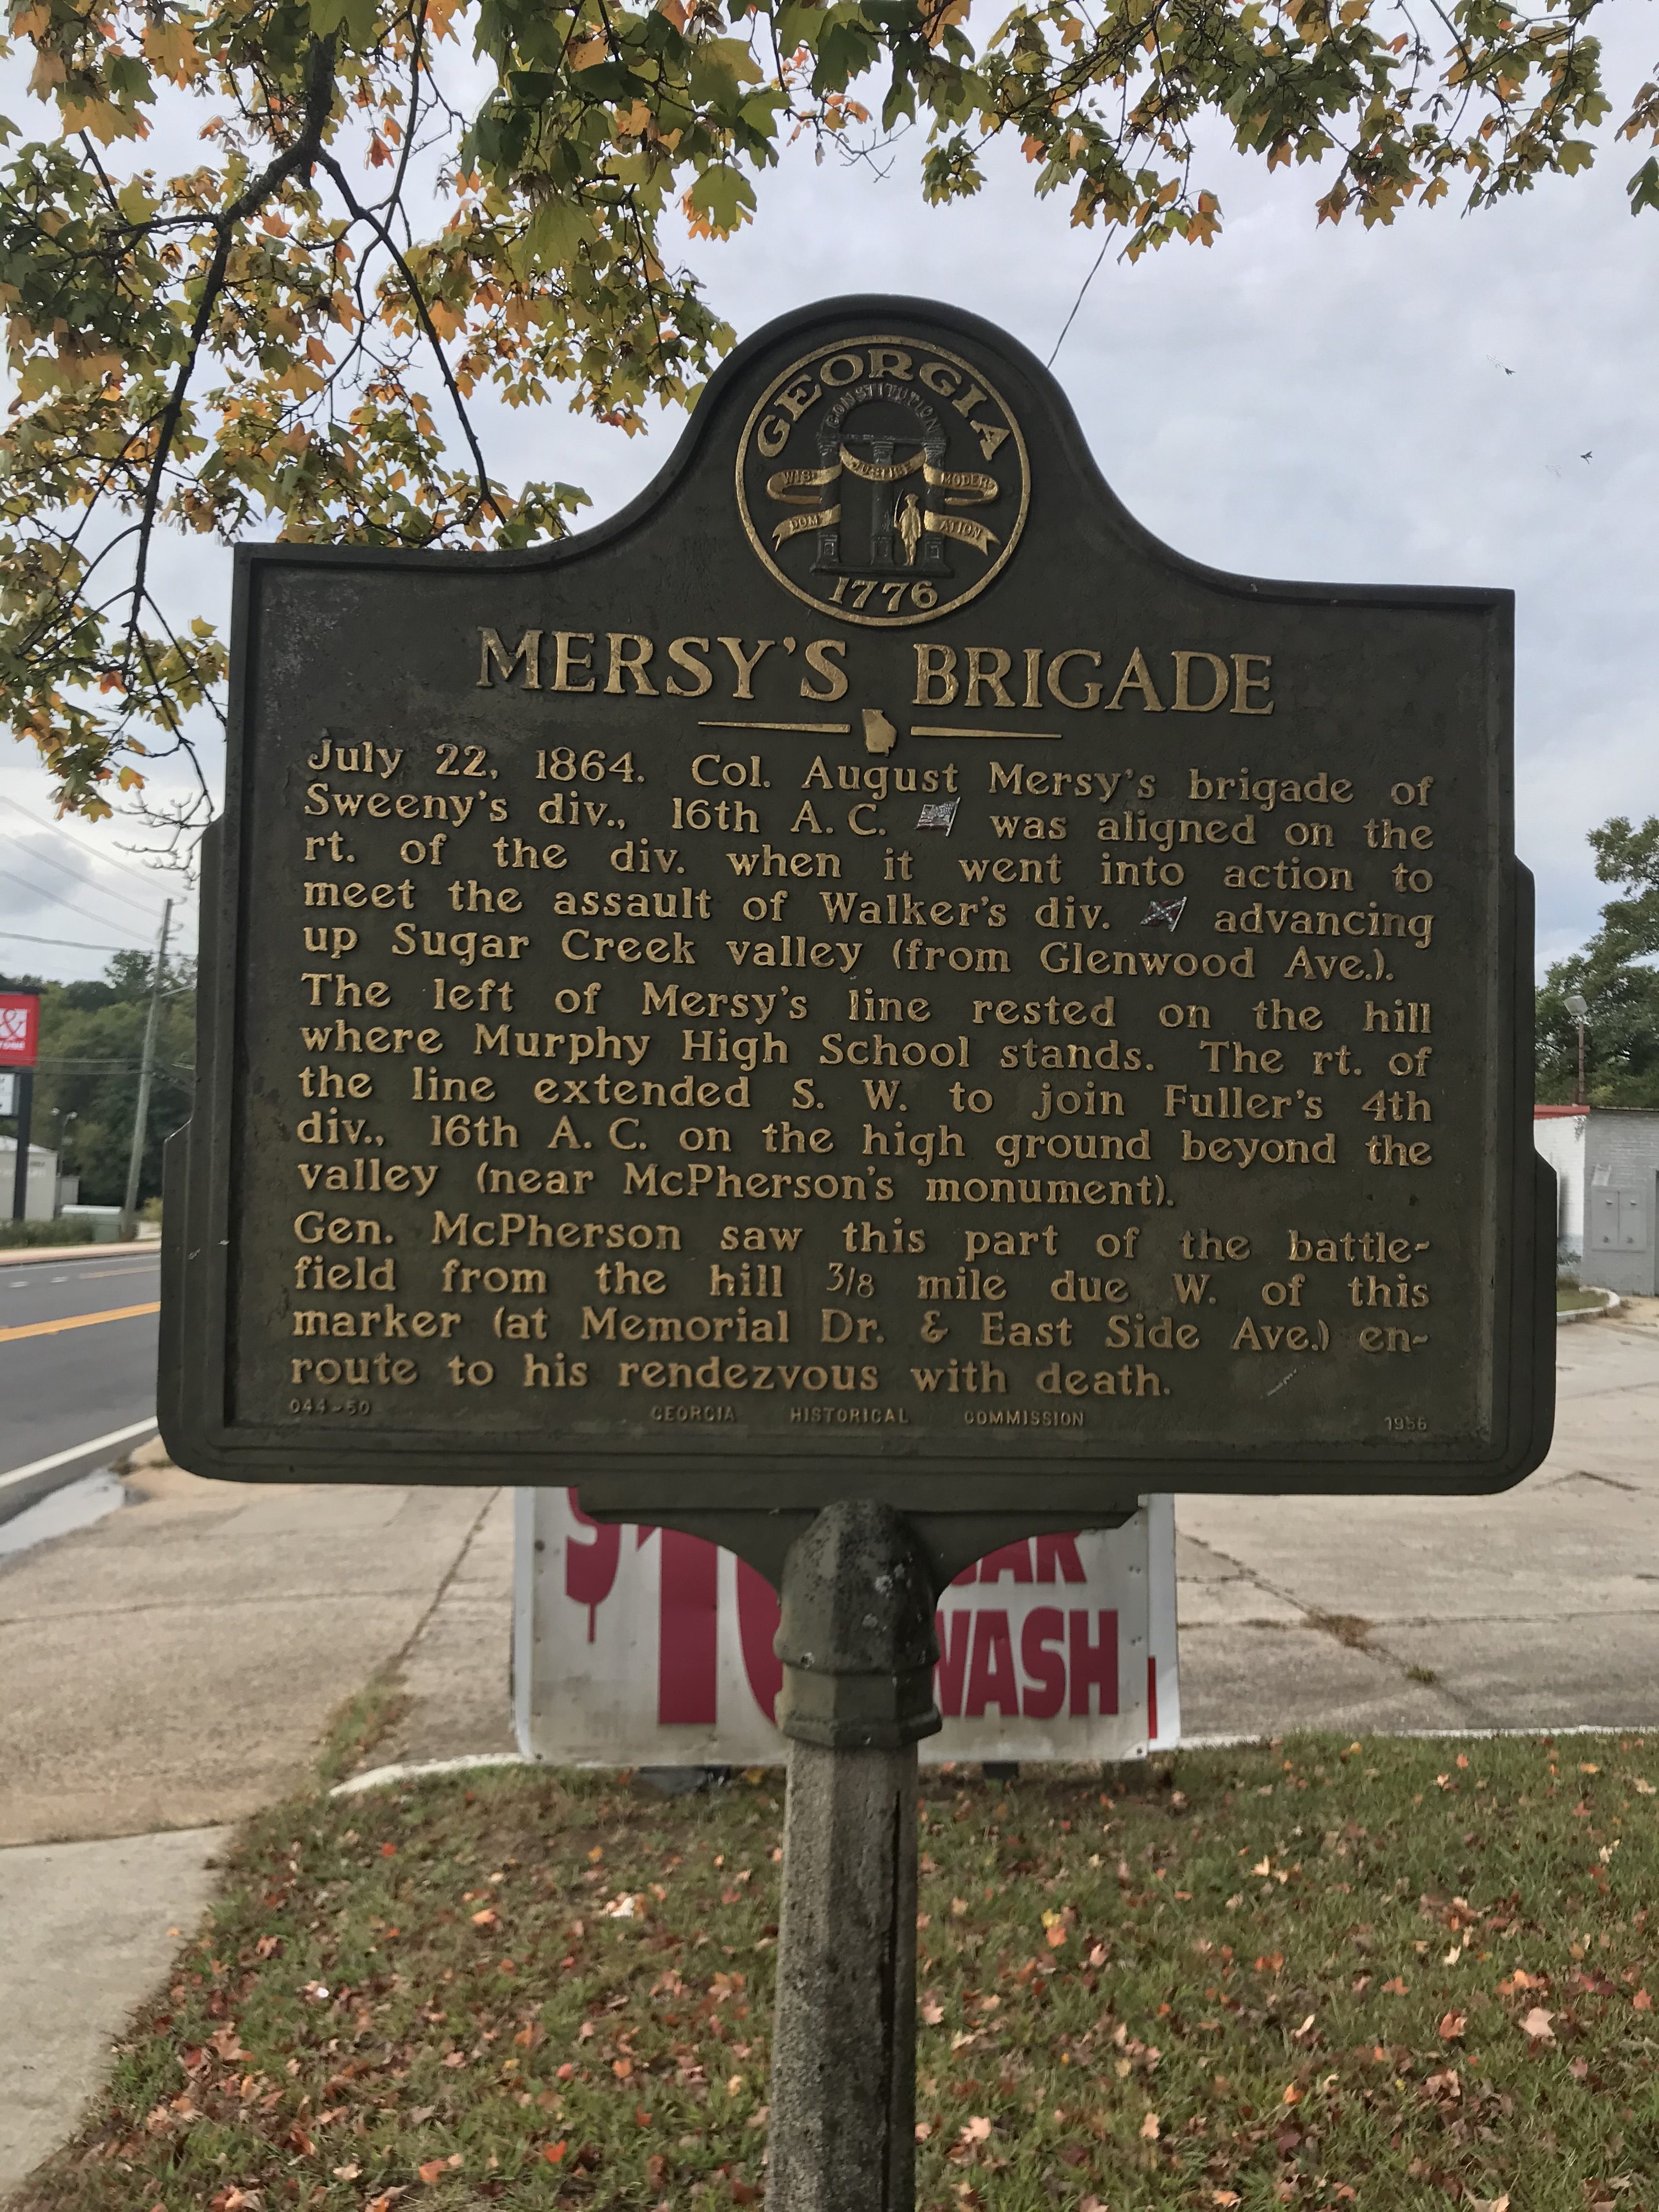 GEORGIA
CONSTITUTION
WIS- JUSTICE MODER-
DOM ATION
1776
MERSY'S BRIGADE
July 22, 1864. Col. August Mersy's brigade of
Sweeny's div., 16th A. C. was aligned on the
rt. of the div. when it went into action to
meet the assault of Walker's div. advancing
up Sugar Creek valley (from Glenwood Ave.).
The left of Mersy's line rested on the hill
where Murphy High School stands. The rt. of
the line extended S. W. to join Fuller's 4th
div., 16th A. C. on the high ground beyond the
valley (near McPherson's monument).
Gen. McPherson saw this part of the battle-
field from the hill 3/8 mile due W. of this
marker (at Memorial Dr. & East Side Ave.) en-
route to his rendezvous with death.
044-50 GEORGIA HISTORICAL COMMISSION 1956
&
$10 CAR
WASH